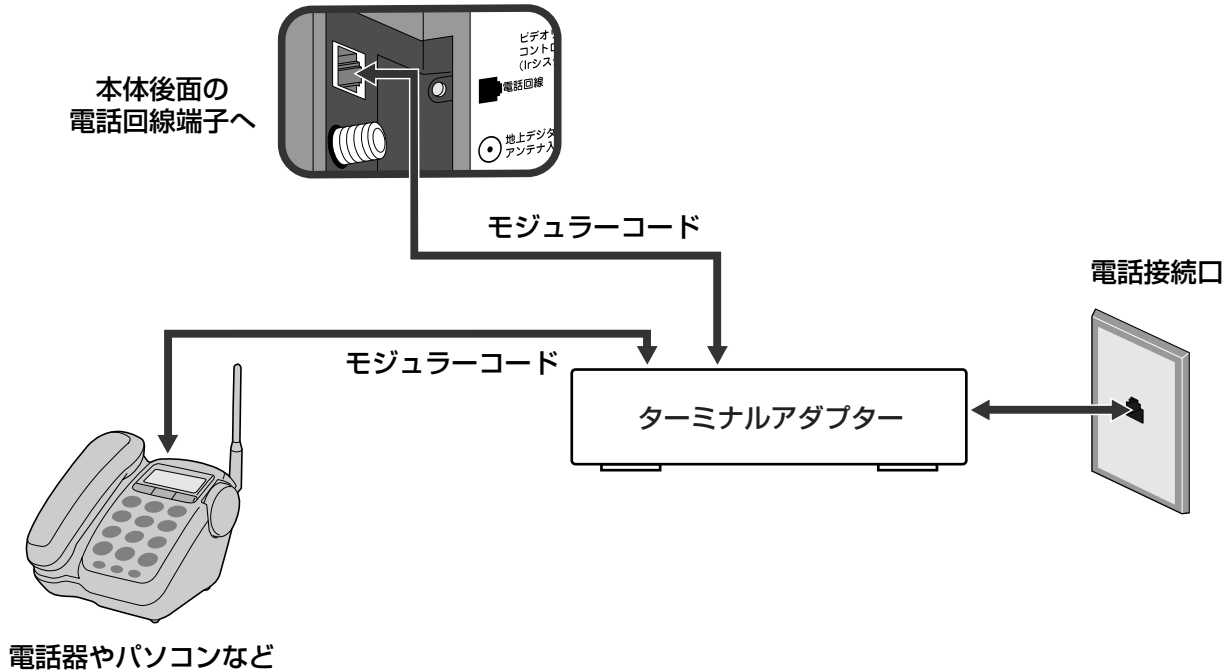 ビデオ
コントロ
(Irシス
電話回線
地上デジタ
アンテナ入
本体後面の
電話回線端子へ
モジュラーコード
電話接続口
モジュラーコード
ターミナルアダプター
電話器やパソコンなど